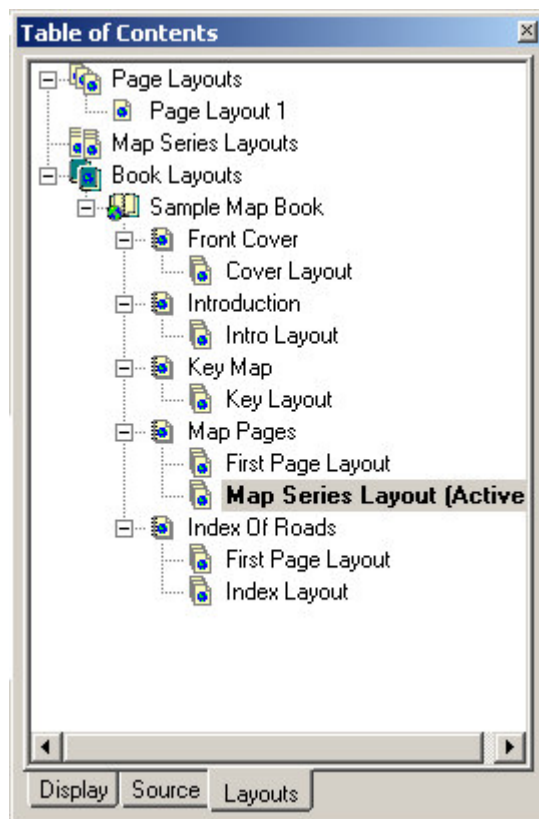 Table of Contents
Page Layouts
Page Layout 1
Map Series Layouts
Book Layouts
Sample Map Book
Front Cover
Cover Layout
Introduction
Intro Layout
Key Map
Key Layout
Map Pages
First Page Layout
Map Series Layout (Active
Index Of Roads
First Page Layout
Index Layout
Display Source Layouts